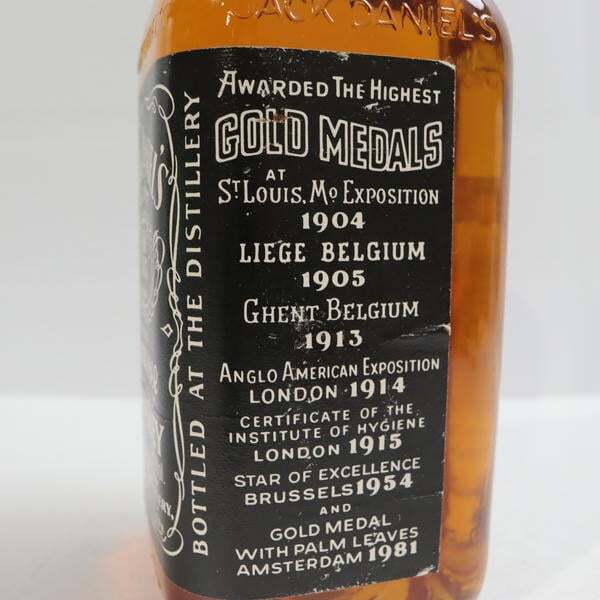 JACK DANIEL'S
AWARDED THE HIGHEST
GOLD MEDALS
AT
ST. LOUIS, MO EXPOSITION
1904
LIEGE BELGIUM
1905
GHENT BELGIUM
1913
ANGLO AMERICAN EXPOSITION
LONDON 1914
CERTIFICATE OF THE
INSTITUTE OF HYGIENE
LONDON 1915
STAR OF EXCELLENCE
BRUSSELS 1954
AND
GOLD MEDAL
WITH PALM LEAVES
AMSTERDAM 1981
BOTTLED AT THE DISTILLERY